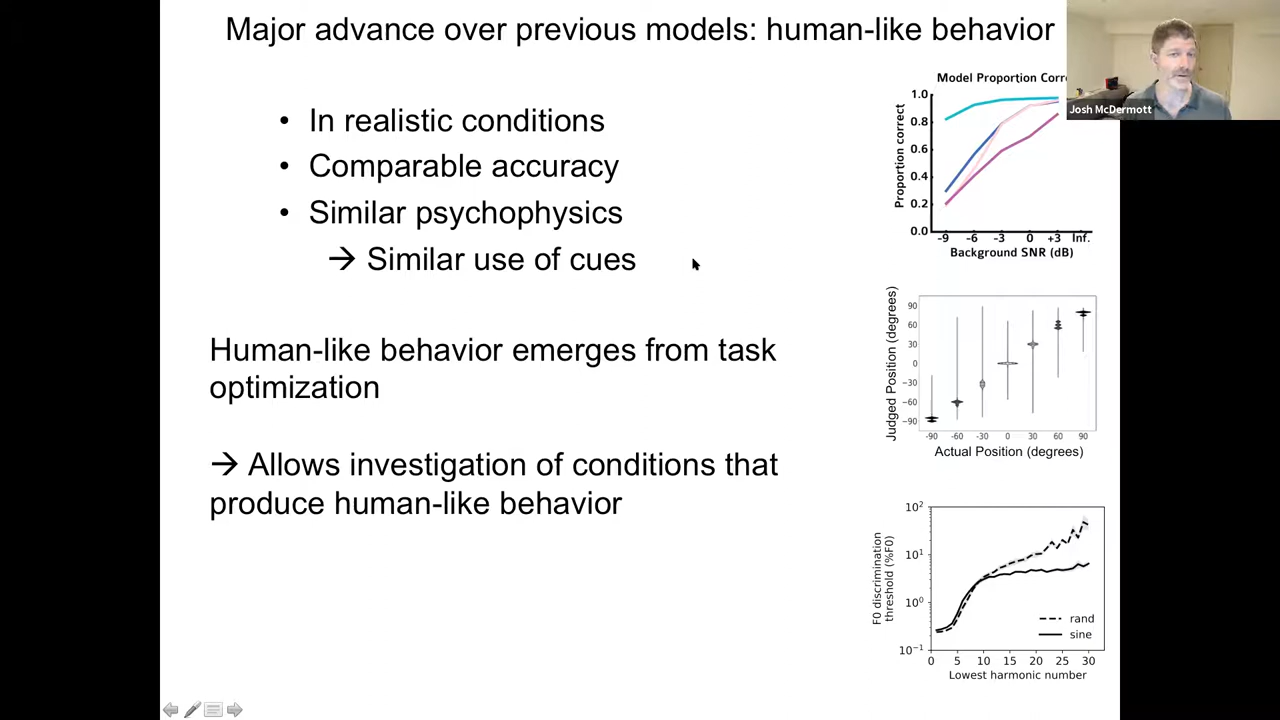 Major advance over previous models: human-like behavior
• In realistic conditions
• Comparable accuracy
• Similar psychophysics
→ Similar use of cues
Human-like behavior emerges from task
optimization
→ Allows investigation of conditions that
produce human-like behavior
Josh McDermott
Model Proportion Corre
Proportion correct
1.0
0.8
0.6
0.4
0.2
0.0
-9 -6 -3 0 +3 Inf.
Background SNR (dB)
Judged Position (degrees)
90
60
30
0
−30
−60
−90
-90 -60 -30 0 30 60 90
Actual Position (degrees)
F0 discrimination
threshold (%F0)
10²
10¹
10⁰
10⁻¹
rand
sine
0 5 10 15 20 25 30
Lowest harmonic number